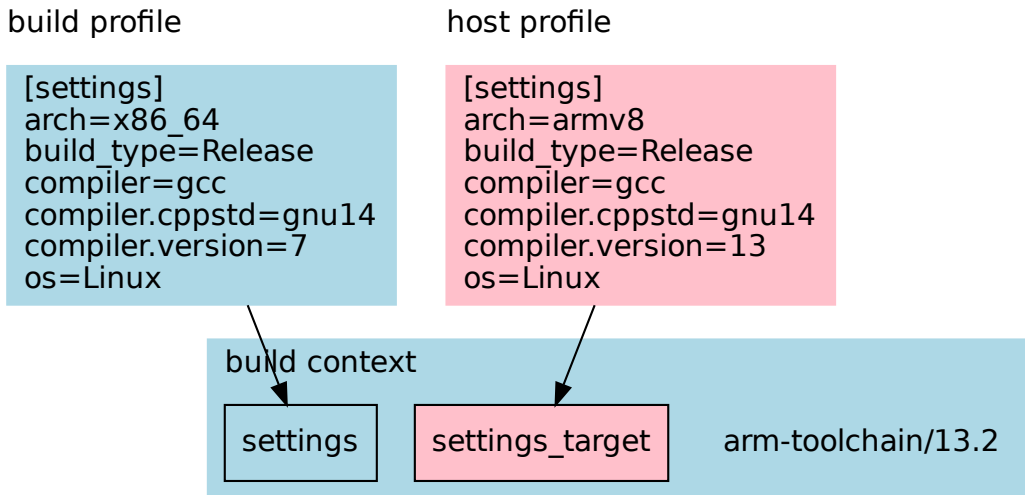 build profile
[settings]
arch=x86_64
build_type=Release
compiler=gcc
compiler.cppstd=gnu14
compiler.version=7
os=Linux
host profile
[settings]
arch=armv8
build_type=Release
compiler=gcc
compiler.cppstd=gnu14
compiler.version=13
os=Linux
build context
settings
settings_target
arm-toolchain/13.2